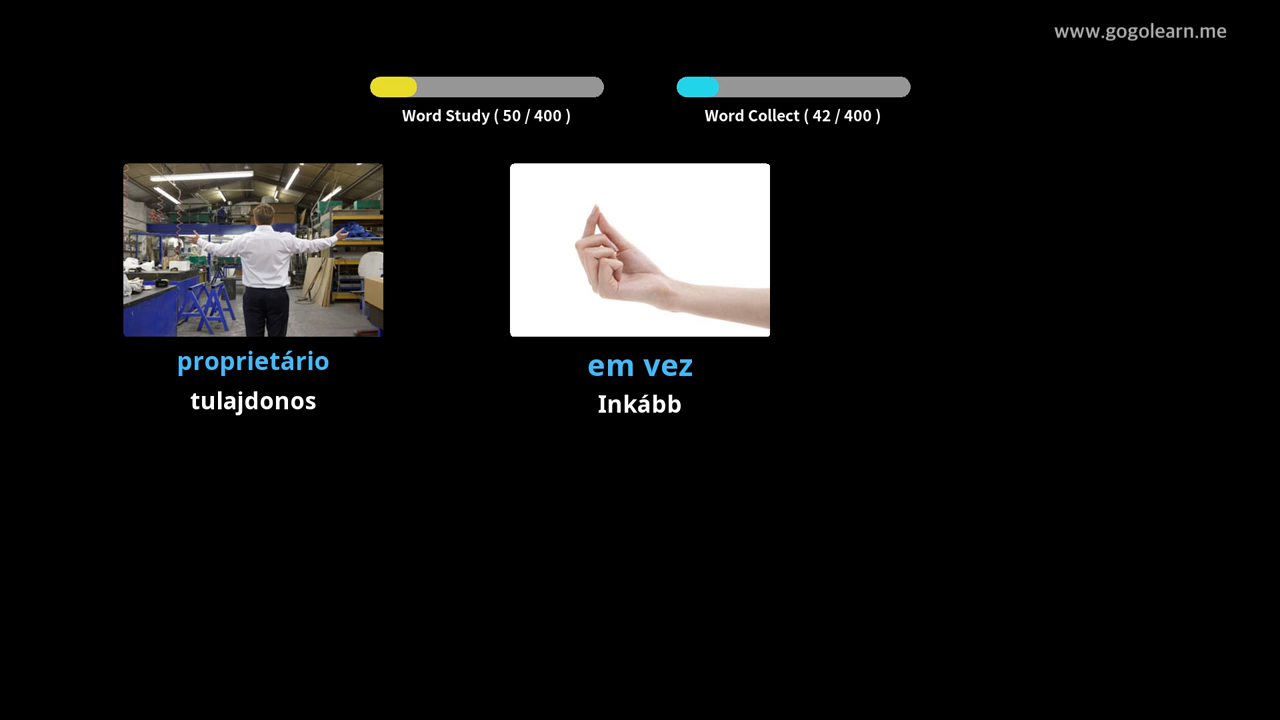 www.gogolearn.me
Word Study ( 50 / 400 )
Word Collect ( 42 / 400 )
proprietário
tulajdonos
em vez
Inkább